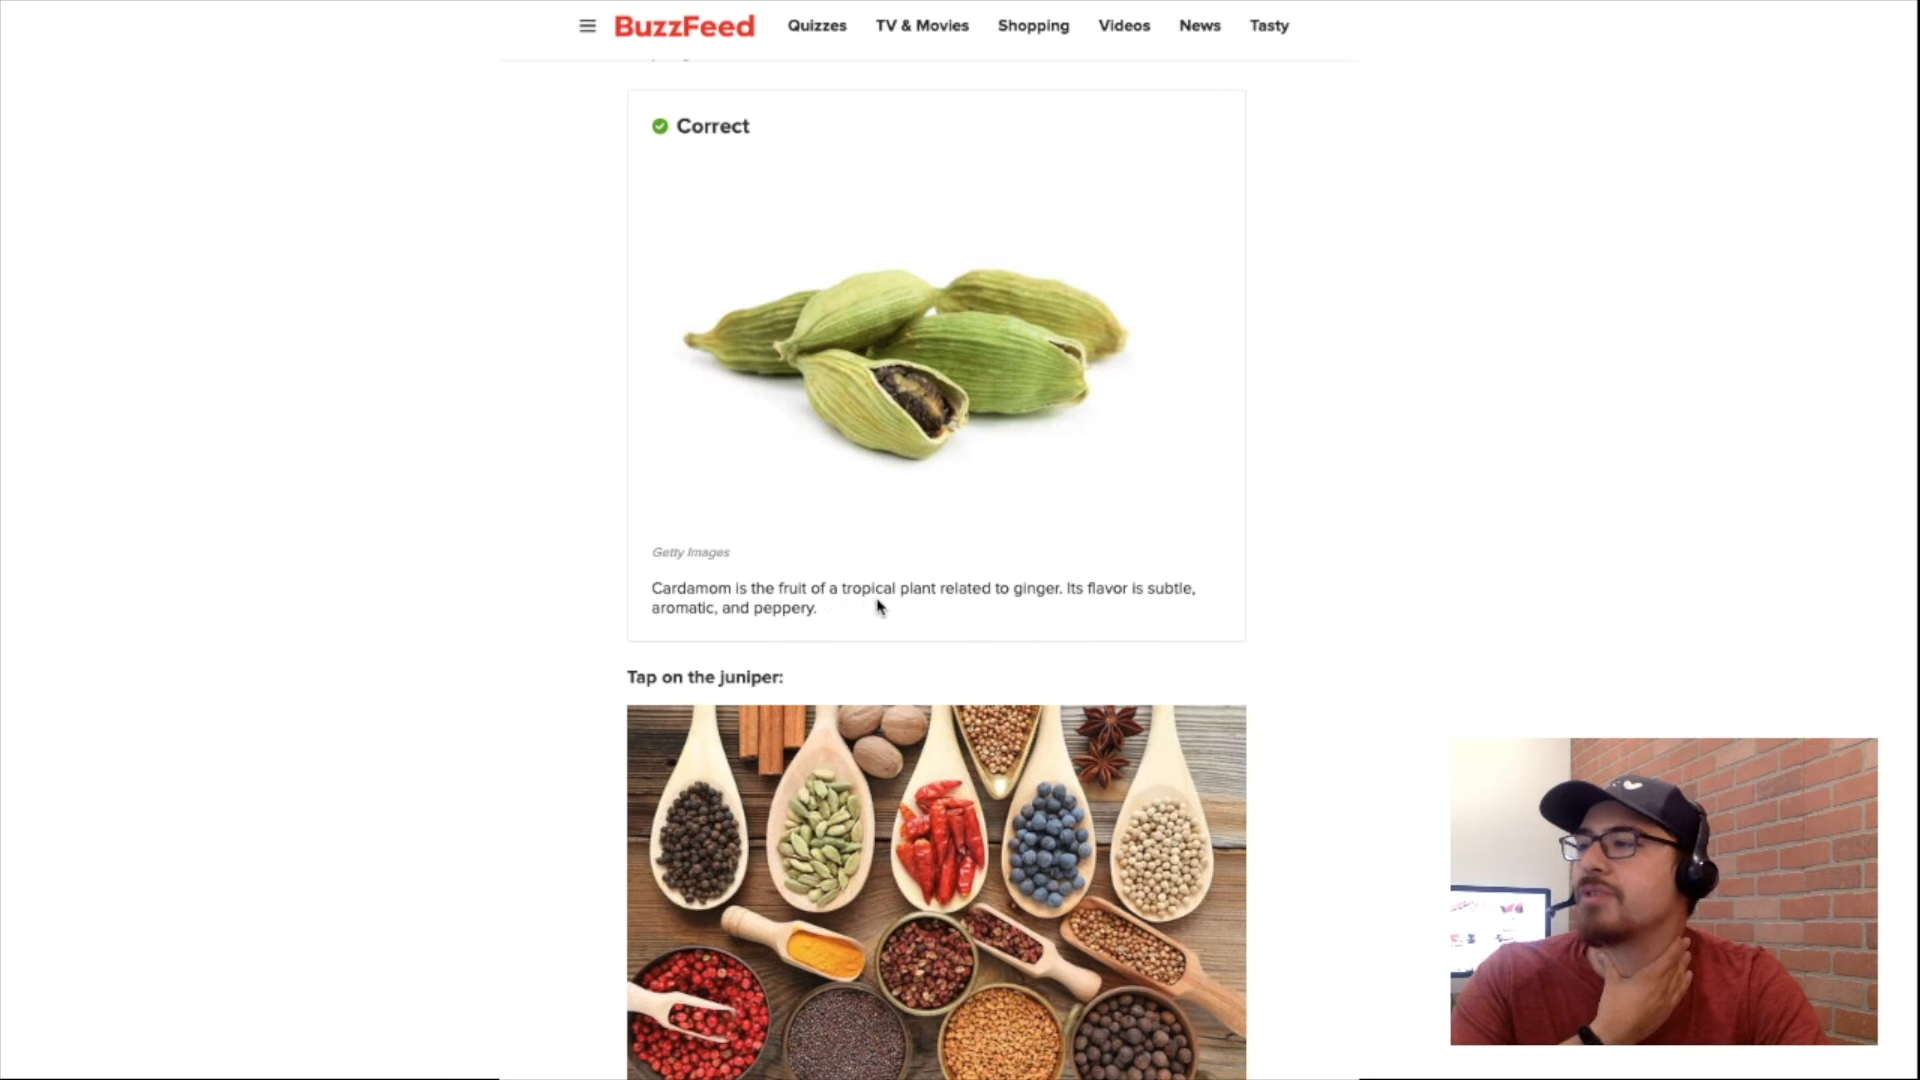 BuzzFeed Quizzes TV & Movies Shopping Videos News Tasty
Correct
Getty Images
Cardamom is the fruit of a tropical plant related to ginger. Its flavor is subtle,
aromatic, and peppery.
Tap on the juniper: